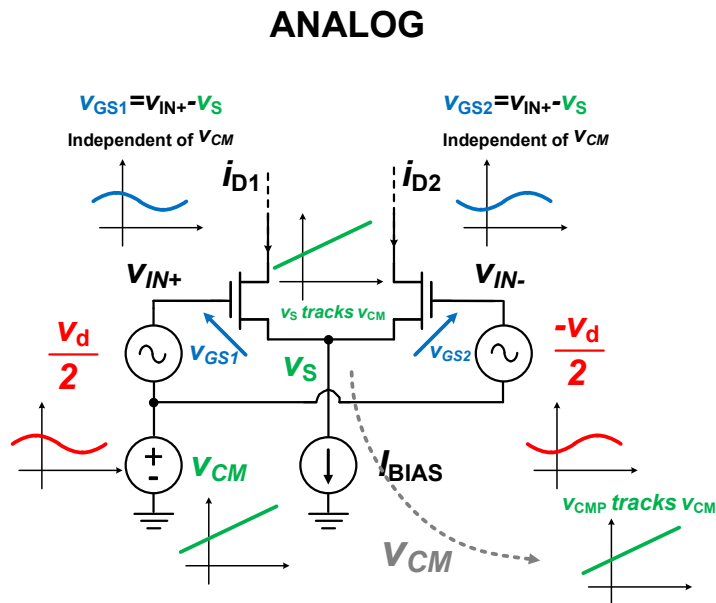 ANALOG
vGS1=vIN+-vS
Independent of vCM
vGS2=vIN+-vS
Independent of vCM
iD1
iD2
vIN+
vIN-
vS tracks vCM
vd
2
vGS1
vS
vGS2
-vd
2
+
-
vCM
IBIAS
vCMP tracks vCM
vCM